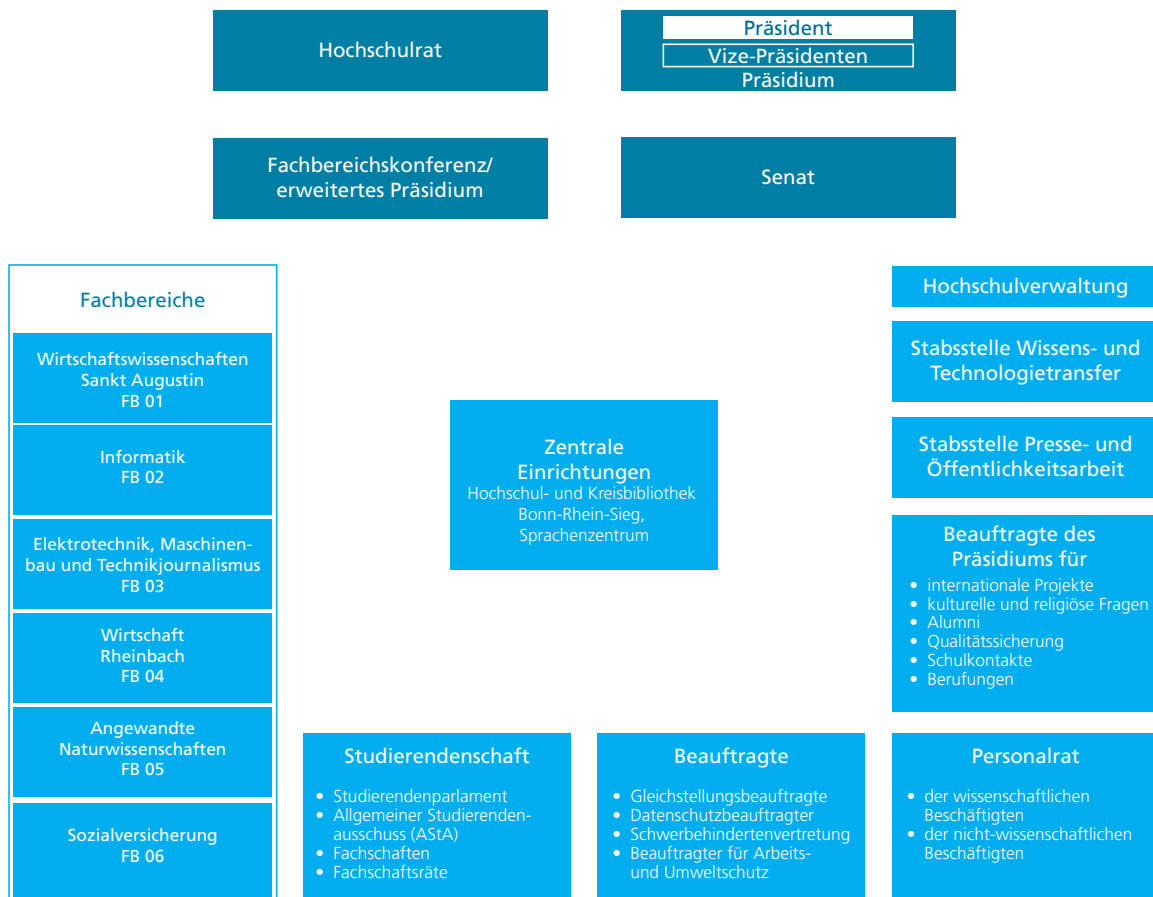 Hochschulrat
Präsident
Vize-Präsidenten
Präsidium
Fachbereichskonferenz/
erweitertes Präsidium
Senat
Fachbereiche
Wirtschaftswissenschaften
Sankt Augustin
FB 01
Informatik
FB 02
Elektrotechnik, Maschinen-
bau und Technikjournalismus
FB 03
Wirtschaft
Rheinbach
FB 04
Angewandte
Naturwissenschaften
FB 05
Sozialversicherung
FB 06
Zentrale
Einrichtungen
Hochschul- und Kreisbibliothek
Bonn-Rhein-Sieg,
Sprachenzentrum
Hochschulverwaltung
Stabsstelle Wissens- und
Technologietransfer
Stabsstelle Presse- und
Öffentlichkeitsarbeit
Beauftragte des
Präsidiums für
• internationale Projekte
• kulturelle und religiöse Fragen
• Alumni
• Qualitätssicherung
• Schulkontakte
• Berufungen
Studierendenschaft
• Studierendenparlament
• Allgemeiner Studierenden-
ausschuss (AStA)
• Fachschaften
• Fachschaftsräte
Beauftragte
• Gleichstellungsbeauftragte
• Datenschutzbeauftragter
• Schwerbehindertenvertretung
• Beauftragter für Arbeits-
und Umweltschutz
Personalrat
• der wissenschaftlichen
Beschäftigten
• der nicht-wissenschaftlichen
Beschäftigten